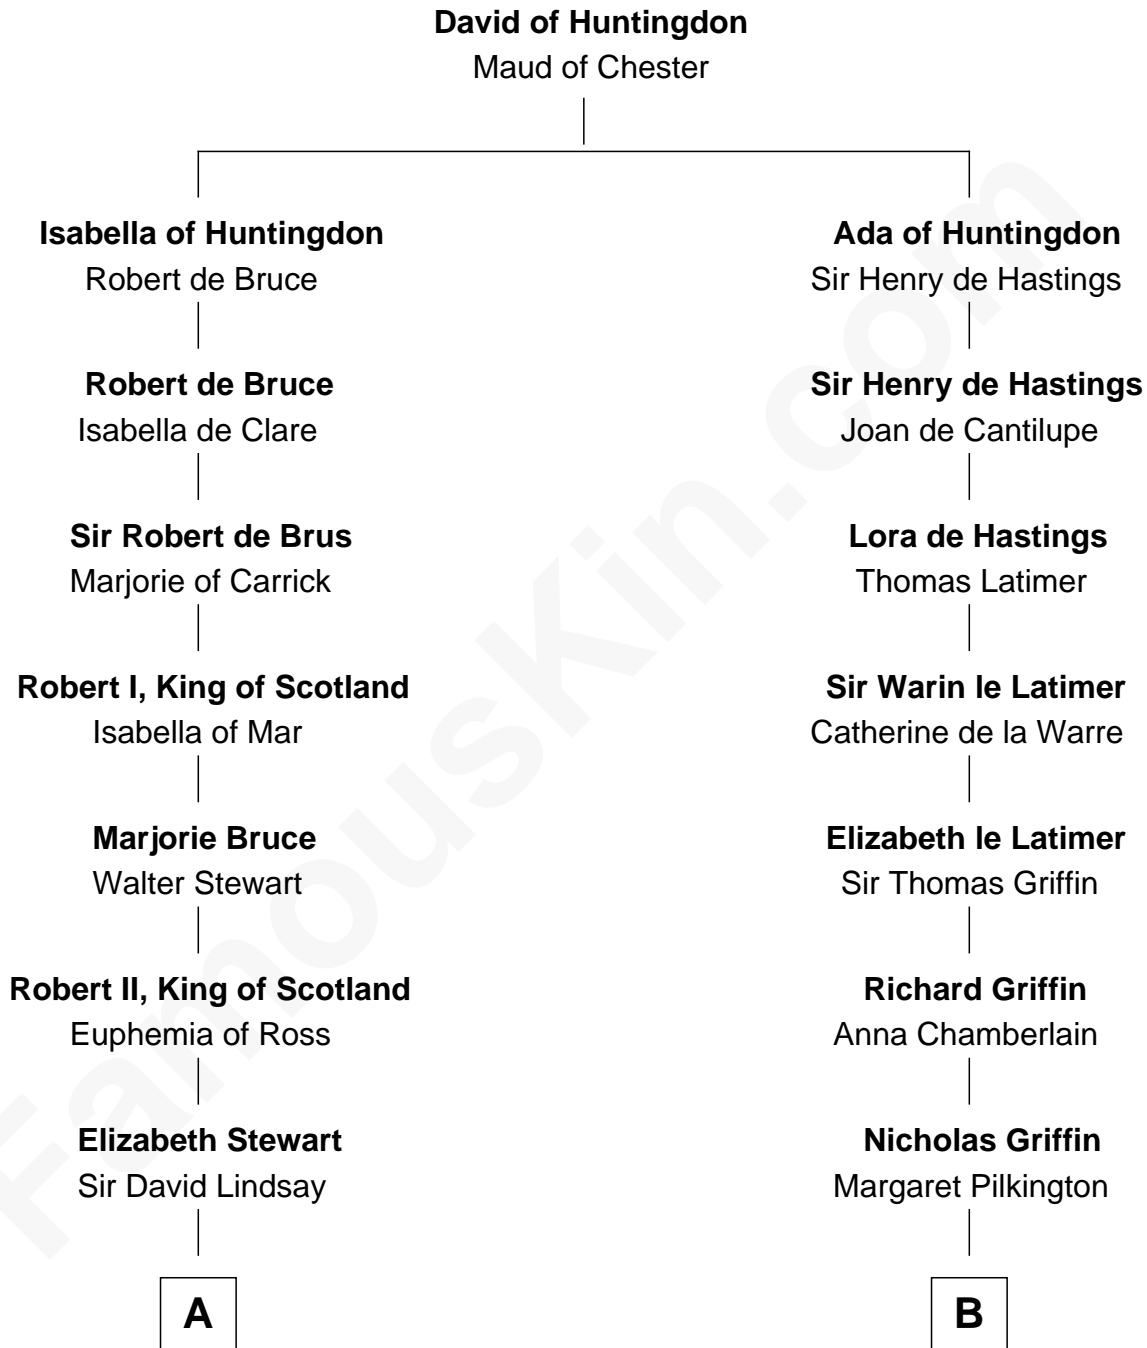 David of Huntingdon
Maud of Chester
Isabella of Huntingdon
Robert de Bruce
Ada of Huntingdon
Sir Henry de Hastings
Robert de Bruce
Isabella de Clare
Sir Henry de Hastings
Joan de Cantilupe
Sir Robert de Brus
Marjorie of Carrick
Lora de Hastings
Thomas Latimer
Robert I, King of Scotland
Isabella of Mar
Sir Warin le Latimer
Catherine de la Warre
Marjorie Bruce
Walter Stewart
Elizabeth le Latimer
Sir Thomas Griffin
Robert II, King of Scotland
Euphemia of Ross
Richard Griffin
Anna Chamberlain
Elizabeth Stewart
Sir David Lindsay
Nicholas Griffin
Margaret Pilkington
A
B
FamousKin.com